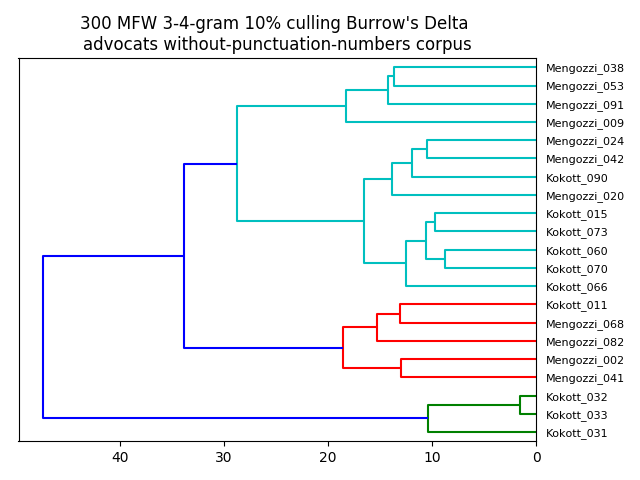 300 MFW 3-4-gram 10% culling Burrow's Delta
advocats without-punctuation-numbers corpus
Mengozzi_038
Mengozzi_053
Mengozzi_091
Mengozzi_009
Mengozzi_024
Mengozzi_042
Kokott_090
Mengozzi_020
Kokott_015
Kokott_073
Kokott_060
Kokott_070
Kokott_066
Kokott_011
Mengozzi_068
Mengozzi_082
Mengozzi_002
Mengozzi_041
Kokott_032
Kokott_033
Kokott_031
40 30 20 10 0